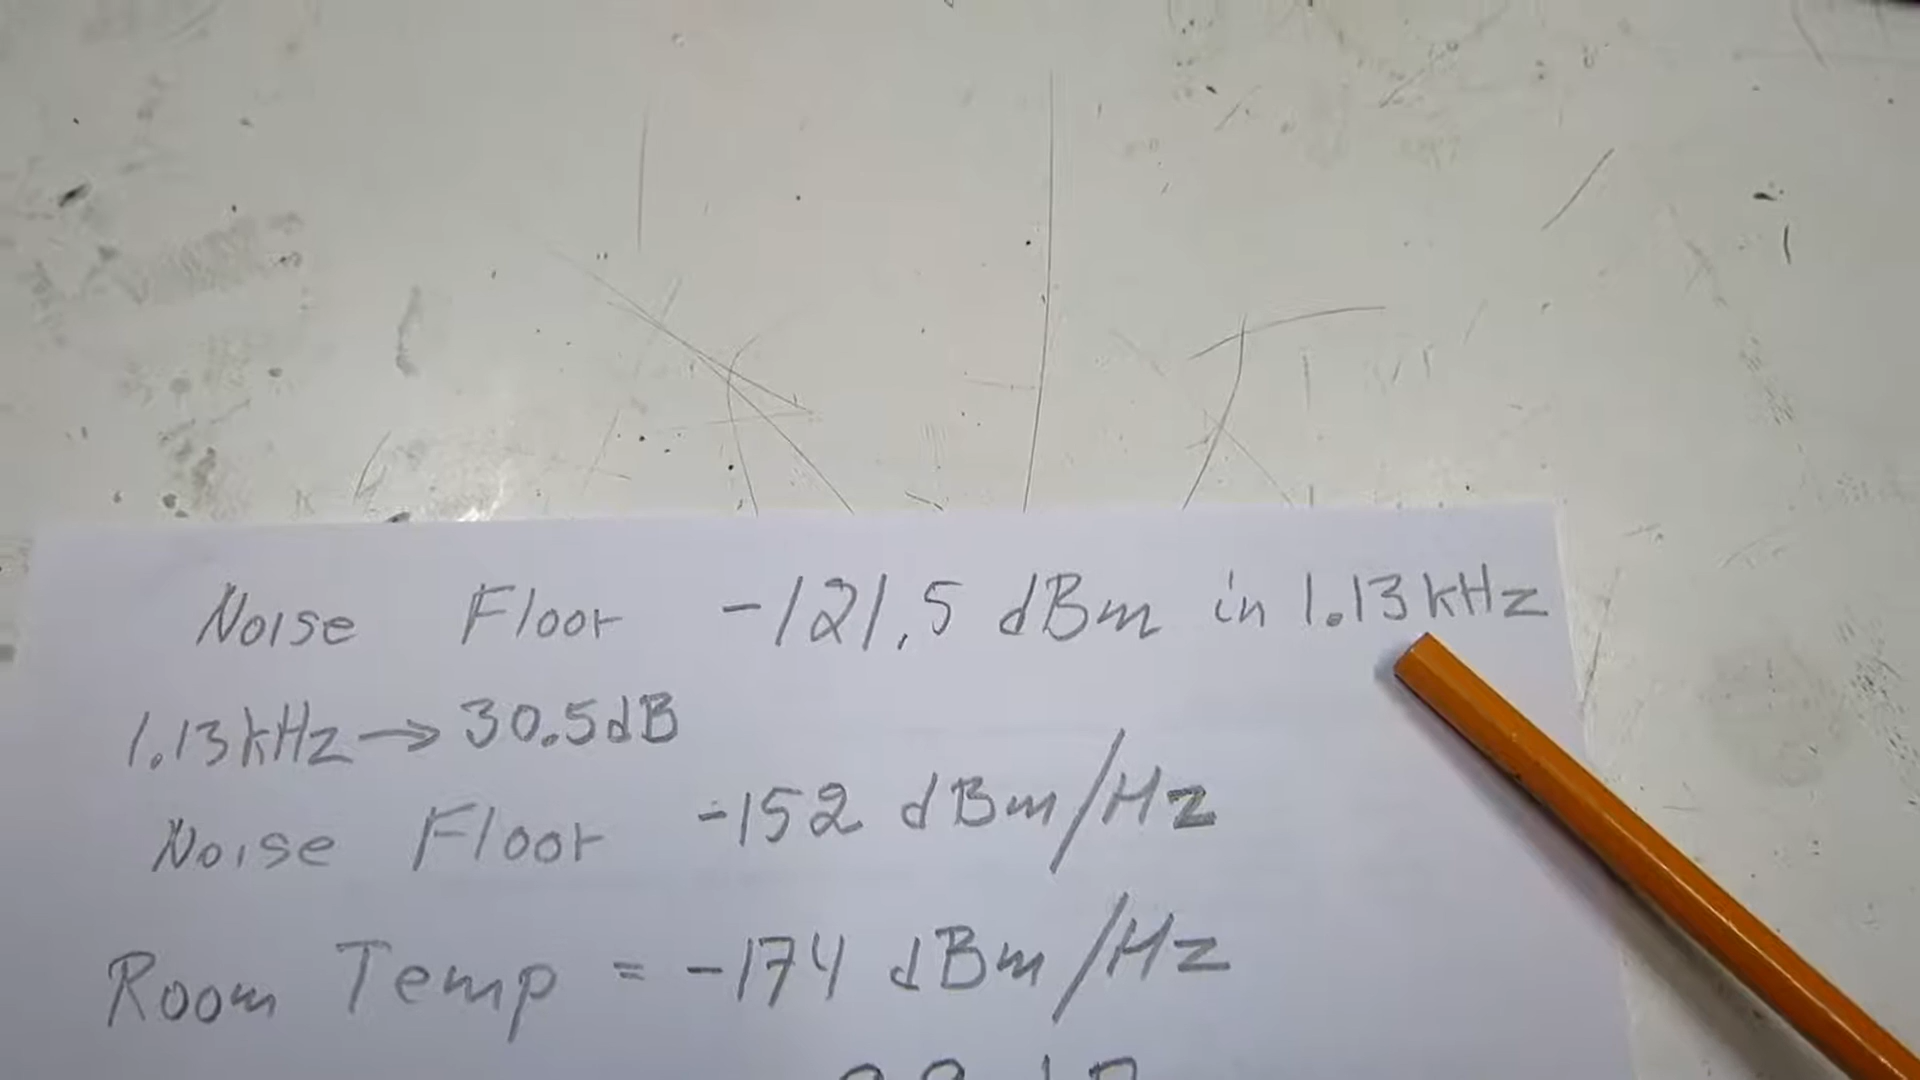 Noise Floor -121.5 dBm in 1.13kHz
1.13kHz → 30.5dB
Noise Floor -152 dBm/Hz
Room Temp = -174 dBm/Hz